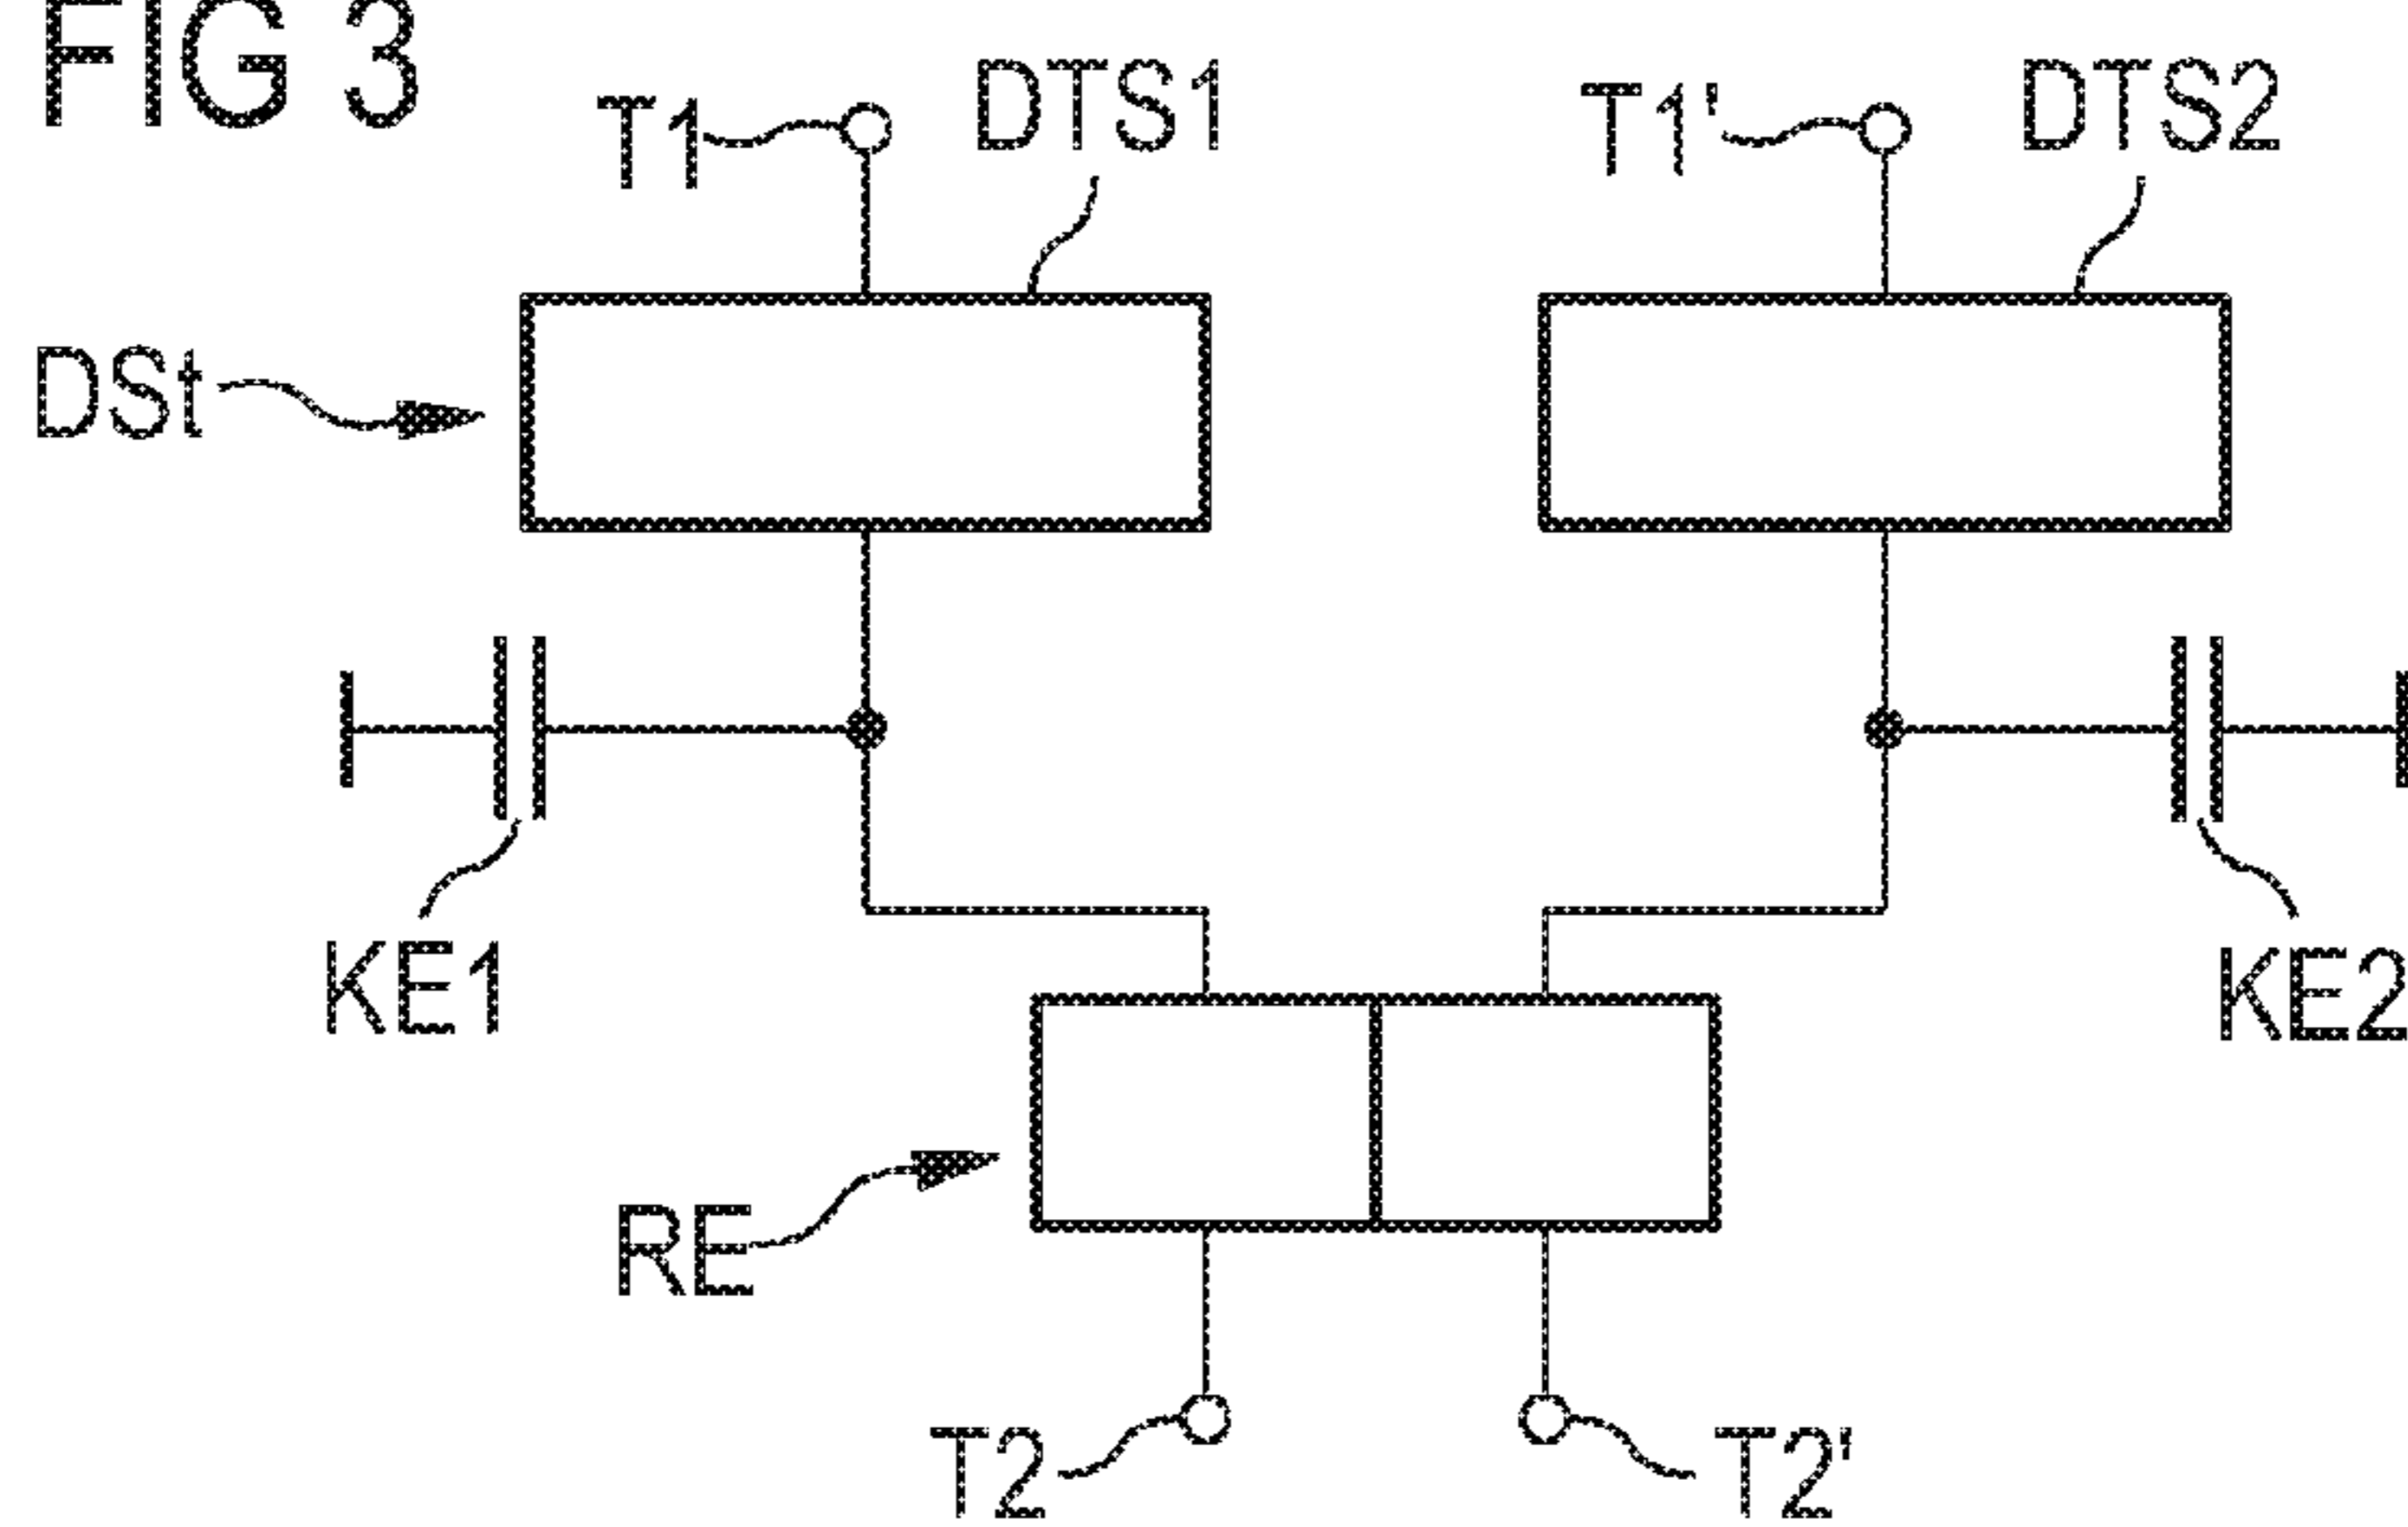 FIG 3
T1
DTS1
T1'
DTS2
DSt
KE1
KE2
RE
T2
T2'